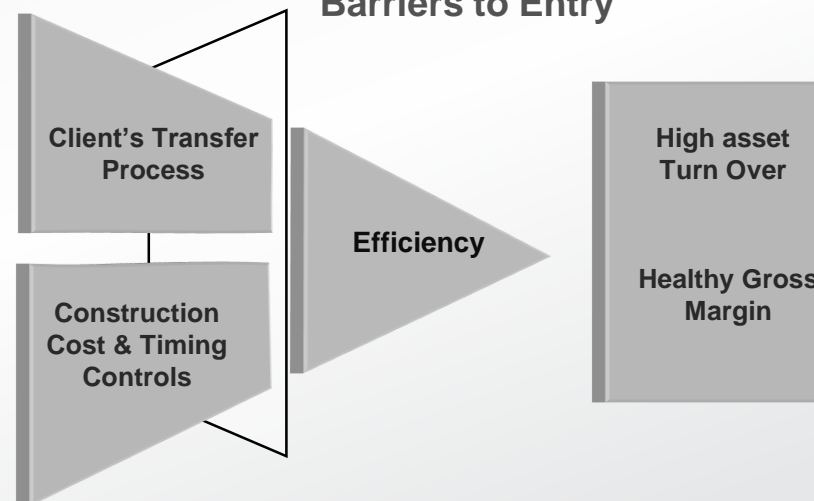 Barriers to Entry
Client's Transfer
Process
Construction
Cost & Timing
Controls
Efficiency
High asset
Turn Over
Healthy Gross
Margin